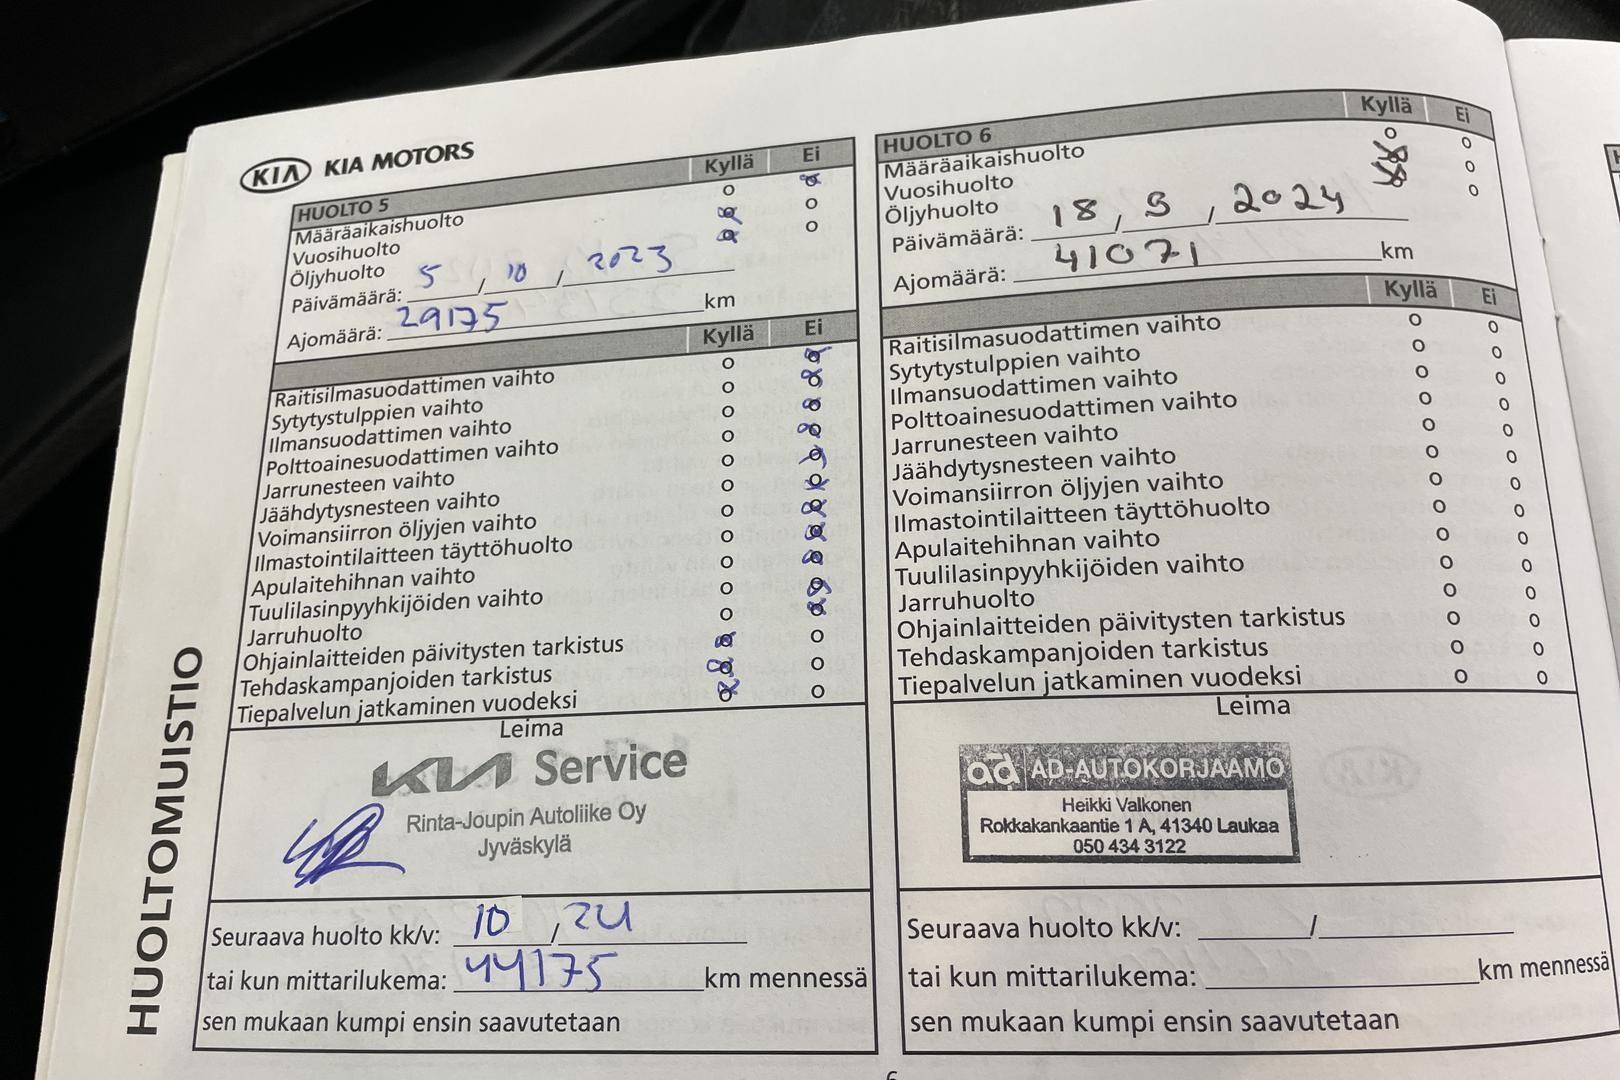 KIA KIA MOTORS
Kyllä Ei
HUOLTO 5
Määräaikaishuolto
Vuosihuolto
Öljyhuolto
Päivämäärä: 5 / 10 / 2023
Ajomäärä: 29175 km
Kyllä Ei
Raitisilmasuodattimen vaihto
Sytytystulppien vaihto
Ilmansuodattimen vaihto
Polttoainesuodattimen vaihto
Jarrunesteen vaihto
Jäähdytysnesteen vaihto
Voimansiirron öljyjen vaihto
Ilmastointilaitteen täyttöhuolto
Apulaitehihnan vaihto
Tuulilasinpyyhkijöiden vaihto
Jarruhuolto
Ohjainlaitteiden päivitysten tarkistus
Tehdaskampanjoiden tarkistus
Tiepalvelun jatkaminen vuodeksi
Leima
KIA Service
Rinta-Joupin Autoliike Oy
Jyväskylä
Seuraava huolto kk/v: 10 / 24
tai kun mittarilukema: 44175 km mennessä
sen mukaan kumpi ensin saavutetaan
HUOLTOMUISTIO
Kyllä Ei
HUOLTO 6
Määräaikaishuolto
Vuosihuolto
Öljyhuolto
Päivämäärä: 18 / 9 / 2024
Ajomäärä: 41071 km
Kyllä Ei
Raitisilmasuodattimen vaihto
Sytytystulppien vaihto
Ilmansuodattimen vaihto
Polttoainesuodattimen vaihto
Jarrunesteen vaihto
Jäähdytysnesteen vaihto
Voimansiirron öljyjen vaihto
Ilmastointilaitteen täyttöhuolto
Apulaitehihnan vaihto
Tuulilasinpyyhkijöiden vaihto
Jarruhuolto
Ohjainlaitteiden päivitysten tarkistus
Tehdaskampanjoiden tarkistus
Tiepalvelun jatkaminen vuodeksi
Leima
ad AD-AUTOKORJAAMO
Heikki Valkonen
Rokkakankaantie 1 A, 41340 Laukaa
050 434 3122
Seuraava huolto kk/v: /
tai kun mittarilukema: km mennessä
sen mukaan kumpi ensin saavutetaan